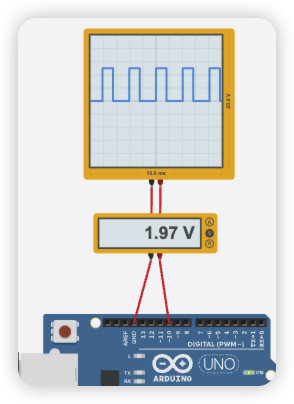 20.0 V
10.0 ms
1.97 V
A
V
R
AREF
GND
13
12
~11
~10
~9
8
7
~6
~5
4
~3
2
TX→1
RX←0
L
DIGITAL (PWM~)
TX
RX
ARDUINO
UNO
ON